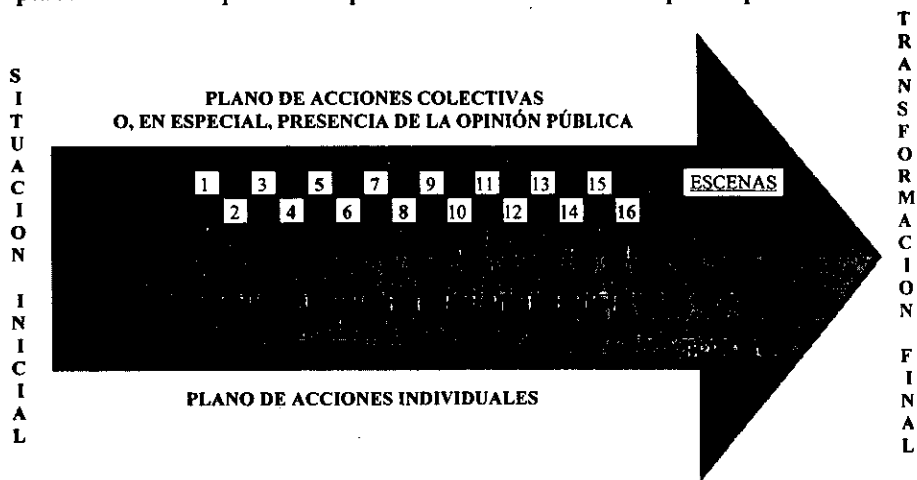 SITUACION INICIAL
PLANO DE ACCIONES COLECTIVAS
O, EN ESPECIAL, PRESENCIA DE LA OPINIÓN PÚBLICA
1 3 5 7 9 11 13 15 ESCENAS
2 4 6 8 10 12 14 16
PLANO DE ACCIONES INDIVIDUALES
TRANSFORMACION FINAL